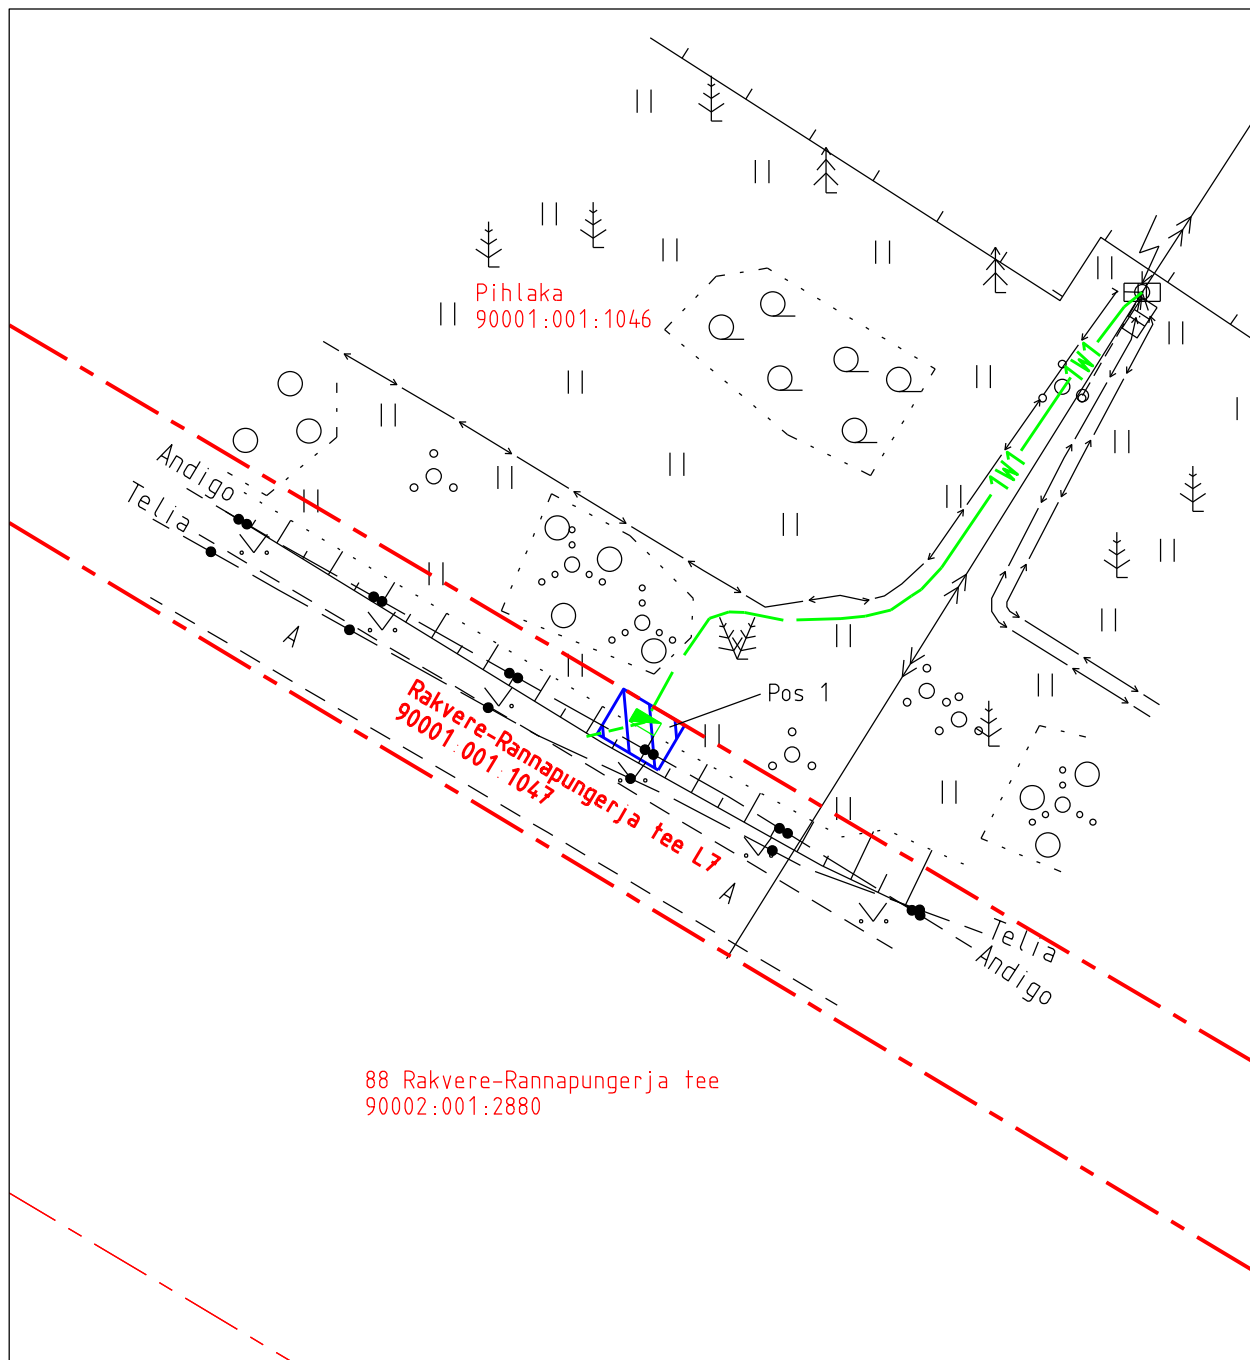 Pihlaka
90001:001:1046
1W1
1W1
Andigo
Telia
A
Pos 1
Rakvere-Rannapungerja tee L7
90001:001:1047
A
Telia
Andigo
88 Rakvere-Rannapungerja tee
90002:001:2880